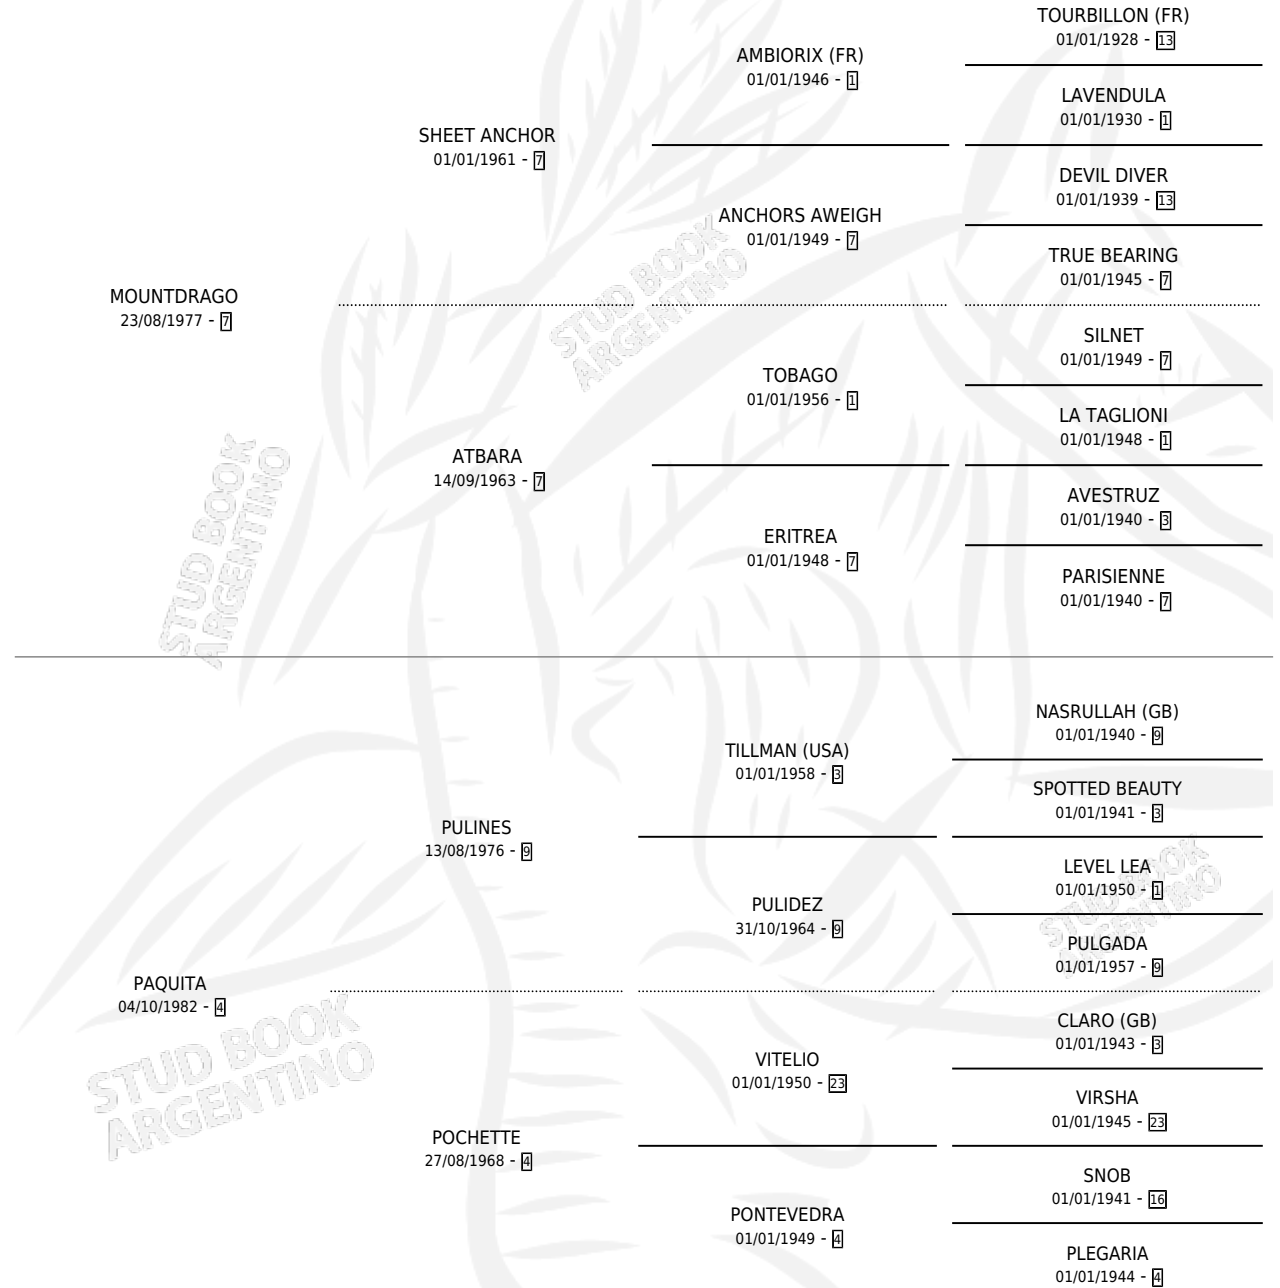 TOURBILLON (FR)
01/01/1928 - 13
AMBIORIX (FR)
01/01/1946 - 1
LAVENDULA
01/01/1930 - 1
SHEET ANCHOR
01/01/1961 - 7
DEVIL DIVER
01/01/1939 - 13
ANCHORS AWEIGH
01/01/1949 - 7
TRUE BEARING
01/01/1945 - 7
MOUNTDRAGO
23/08/1977 - 7
STUD BOOK
ARGENTINO
SILNET
01/01/1949 - 7
TOBAGO
01/01/1956 - 1
LA TAGLIONI
01/01/1948 - 1
ATBARA
14/09/1963 - 7
AVESTRUZ
01/01/1940 - 3
ERITREA
01/01/1948 - 7
PARISIENNE
01/01/1940 - 7
STUD BOOK
ARGENTINO
NASRULLAH (GB)
01/01/1940 - 9
TILLMAN (USA)
01/01/1958 - 3
SPOTTED BEAUTY
01/01/1941 - 3
PULINES
13/08/1976 - 9
LEVEL LEA
01/01/1950 - 1
PULIDEZ
31/10/1964 - 9
PULGADA
01/01/1957 - 9
STUD BOOK
ARGENTINO
PAQUITA
04/10/1982 - 4
CLARO (GB)
01/01/1943 - 3
VITELIO
01/01/1950 - 23
VIRSHA
01/01/1945 - 23
STUD BOOK
ARGENTINO
POCHETTE
27/08/1968 - 4
SNOB
01/01/1941 - 16
PONTEVEDRA
01/01/1949 - 4
PLEGARIA
01/01/1944 - 4